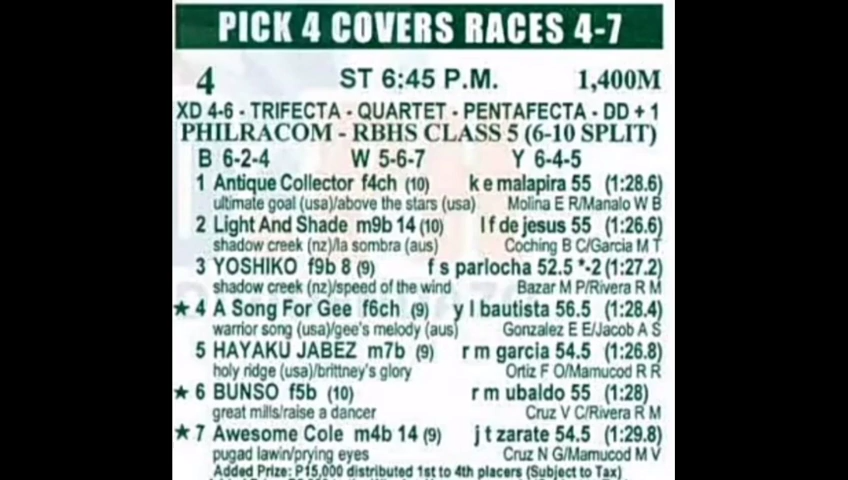 PICK 4 COVERS RACES 4-7
4 ST 6:45 P.M. 1,400M
XD 4-6 - TRIFECTA - QUARTET - PENTAFECTA - DD + 1
PHILRACOM - RBHS CLASS 5 (6-10 SPLIT)
B 6-2-4 W 5-6-7 Y 6-4-5
1 Antique Collector f4ch (10) k e malapira 55 (1:28.6)
ultimate goal (usa)/above the stars (usa) Molina E R/Manalo W B
2 Light And Shade m9b 14 (10) l f de jesus 55 (1:26.6)
shadow creek (nz)/la sombra (aus) Coching B C/Garcia M T
3 YOSHIKO f9b 8 (9) f s parlocha 52.5 *-2 (1:27.2)
shadow creek (nz)/speed of the wind Bazar M P/Rivera R M
★ 4 A Song For Gee f6ch (9) y l bautista 56.5 (1:28.4)
warrior song (usa)/gee's melody (aus) Gonzalez E E/Jacob A S
5 HAYAKU JABEZ m7b (9) r m garcia 54.5 (1:26.8)
holy ridge (usa)/brittney's glory Ortiz F O/Mamucod R R
★ 6 BUNSO f5b (10) r m ubaldo 55 (1:28)
great mills/raise a dancer Cruz V C/Rivera R M
★ 7 Awesome Cole m4b 14 (9) j t zarate 54.5 (1:29.8)
pugad lawin/prying eyes Cruz N G/Mamucod M V
Added Prize: P15,000 distributed 1st to 4th placers (Subject to Tax)